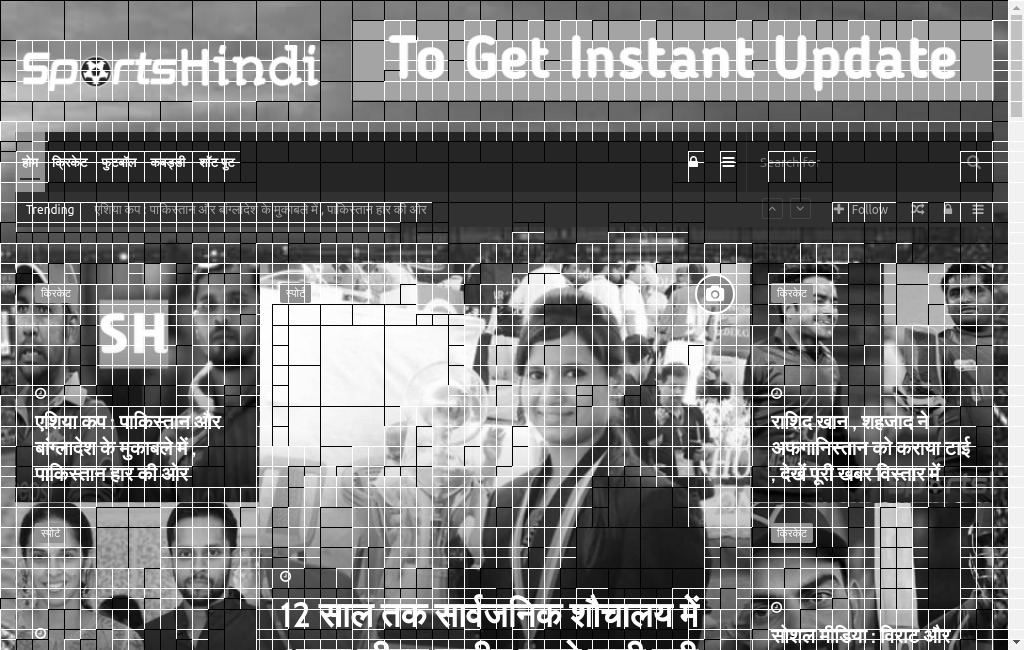 SportsHindi
To Get Instant Update
होम क्रिकेट फुटबॉल कबड्डी शॉट पुट
Search for
Trending एशिया कप : पाकिस्तान और बांग्लादेश के मुकाबले में , पाकिस्तान हार की ओर
Follow
क्रिकेट
SH
एशिया कप : पाकिस्तान और
बांग्लादेश के मुकाबले में ,
पाकिस्तान हार की ओर
स्पोर्ट
12 साल तक सार्वजनिक शौचालय में
क्रिकेट
राशिद खान , शहजाद ने
अफगानिस्तान को कराया टाई
, देखें पूरी खबर विस्तार में
स्पोर्ट
क्रिकेट
सोशल मीडिया : विराट और